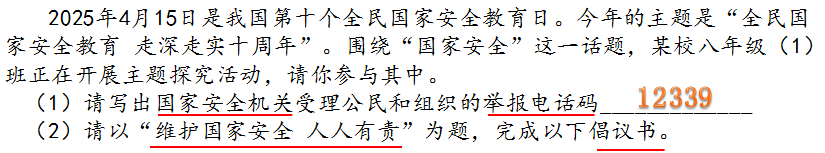 2025年4月15日是我国第十个全民国家安全教育日。今年的主题是“全民国
家安全教育 走深走实十周年”。围绕“国家安全”这一话题，某校八年级（1）
班正在开展主题探究活动，请你参与其中。
（1）请写出国家安全机关受理公民和组织的举报电话码____12339____
（2）请以“维护国家安全 人人有责”为题，完成以下倡议书。